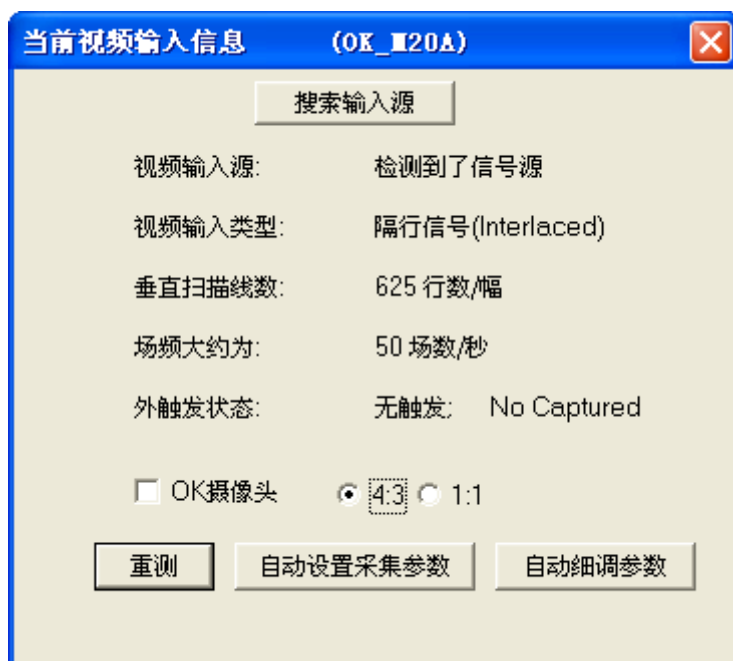 当前视频输入信息 (OK_M20A)
搜索输入源
视频输入源: 检测到了信号源
视频输入类型: 隔行信号(Interlaced)
垂直扫描线数: 625 行数/幅
场频大约为: 50 场数/秒
外触发状态: 无触发; No Captured
OK摄像头 4:3 1:1
重测 自动设置采集参数 自动细调参数